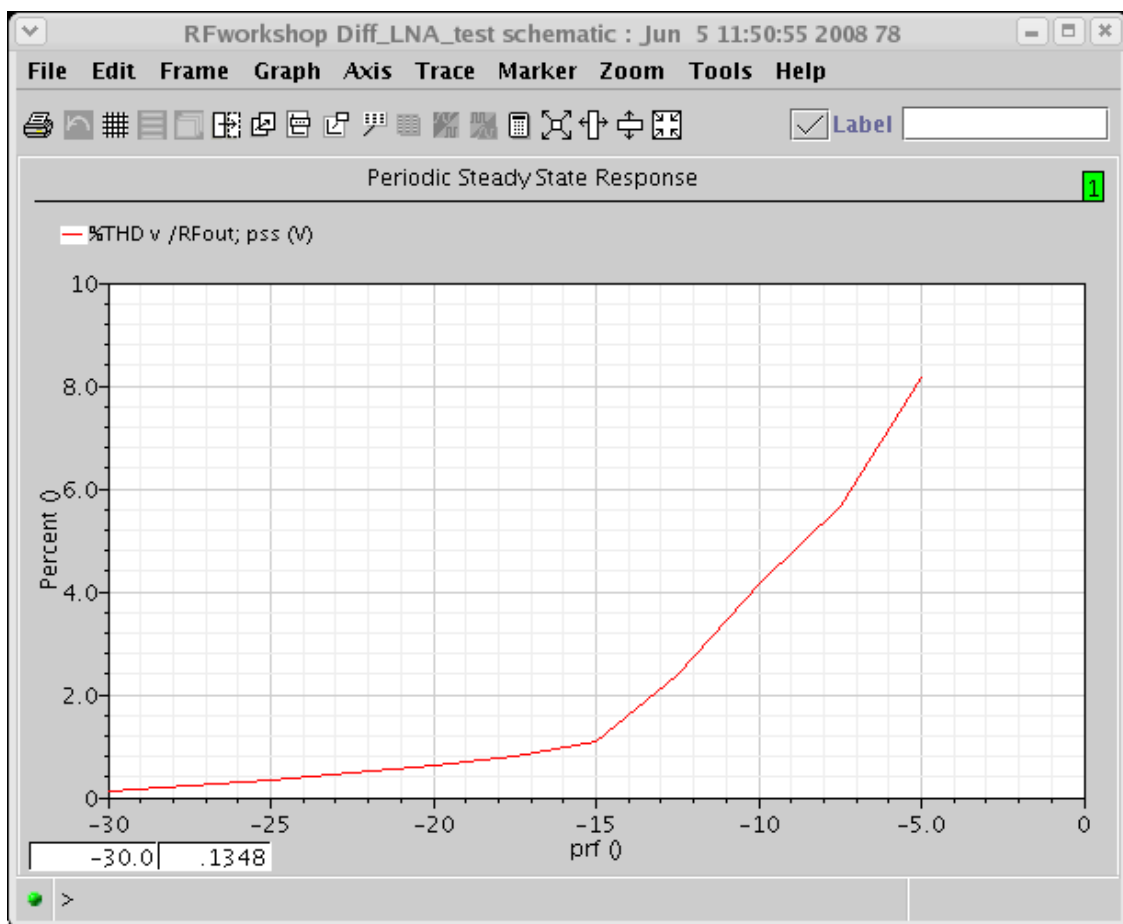 RFworkshop Diff_LNA_test schematic : Jun 5 11:50:55 2008 78
File Edit Frame Graph Axis Trace Marker Zoom Tools Help
Label
Periodic Steady State Response
1
%THD v /RFout; pss (V)
10
8.0
6.0
4.0
2.0
0
Percent ()
-30 -25 -20 -15 -10 -5.0 0
prf ()
-30.0 .1348
>